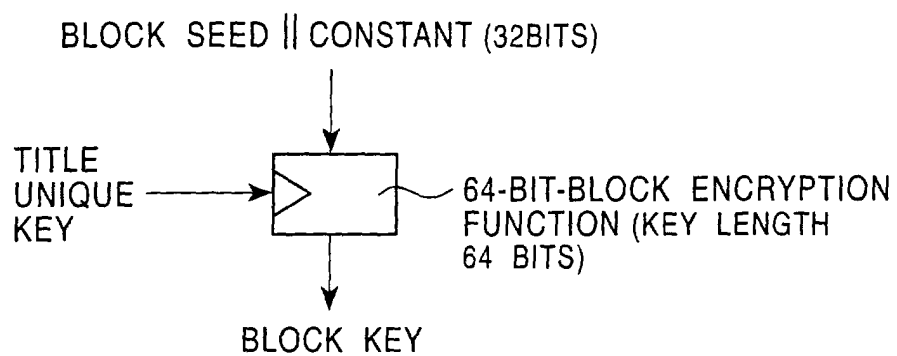 BLOCK SEED || CONSTANT (32BITS)
TITLE
UNIQUE
KEY
64-BIT-BLOCK ENCRYPTION
FUNCTION (KEY LENGTH
64 BITS)
BLOCK KEY